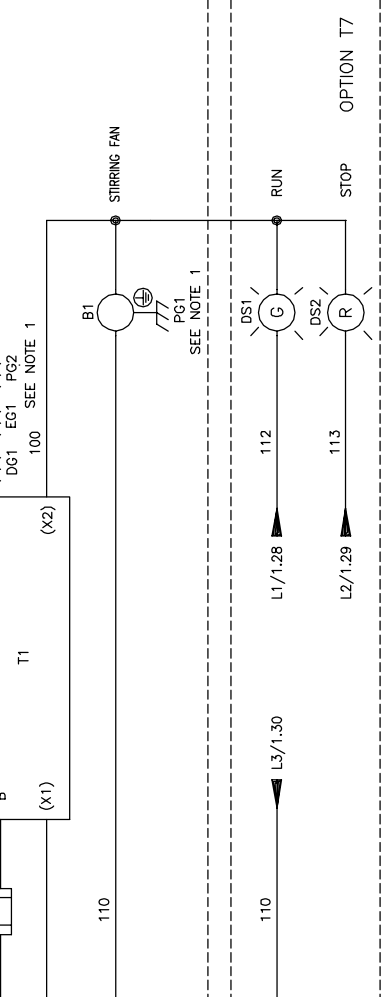 OPTION T7
STIRRING FAN
RUN
STOP
B1
PG1
SEE NOTE 1
DS1
G
DS2
R
DG1 EG1 PG2
SEE NOTE 1
100
112
113
(X2)
L1/1.28
L2/1.29
T1
L3/1.30
B
(X1)
110
110